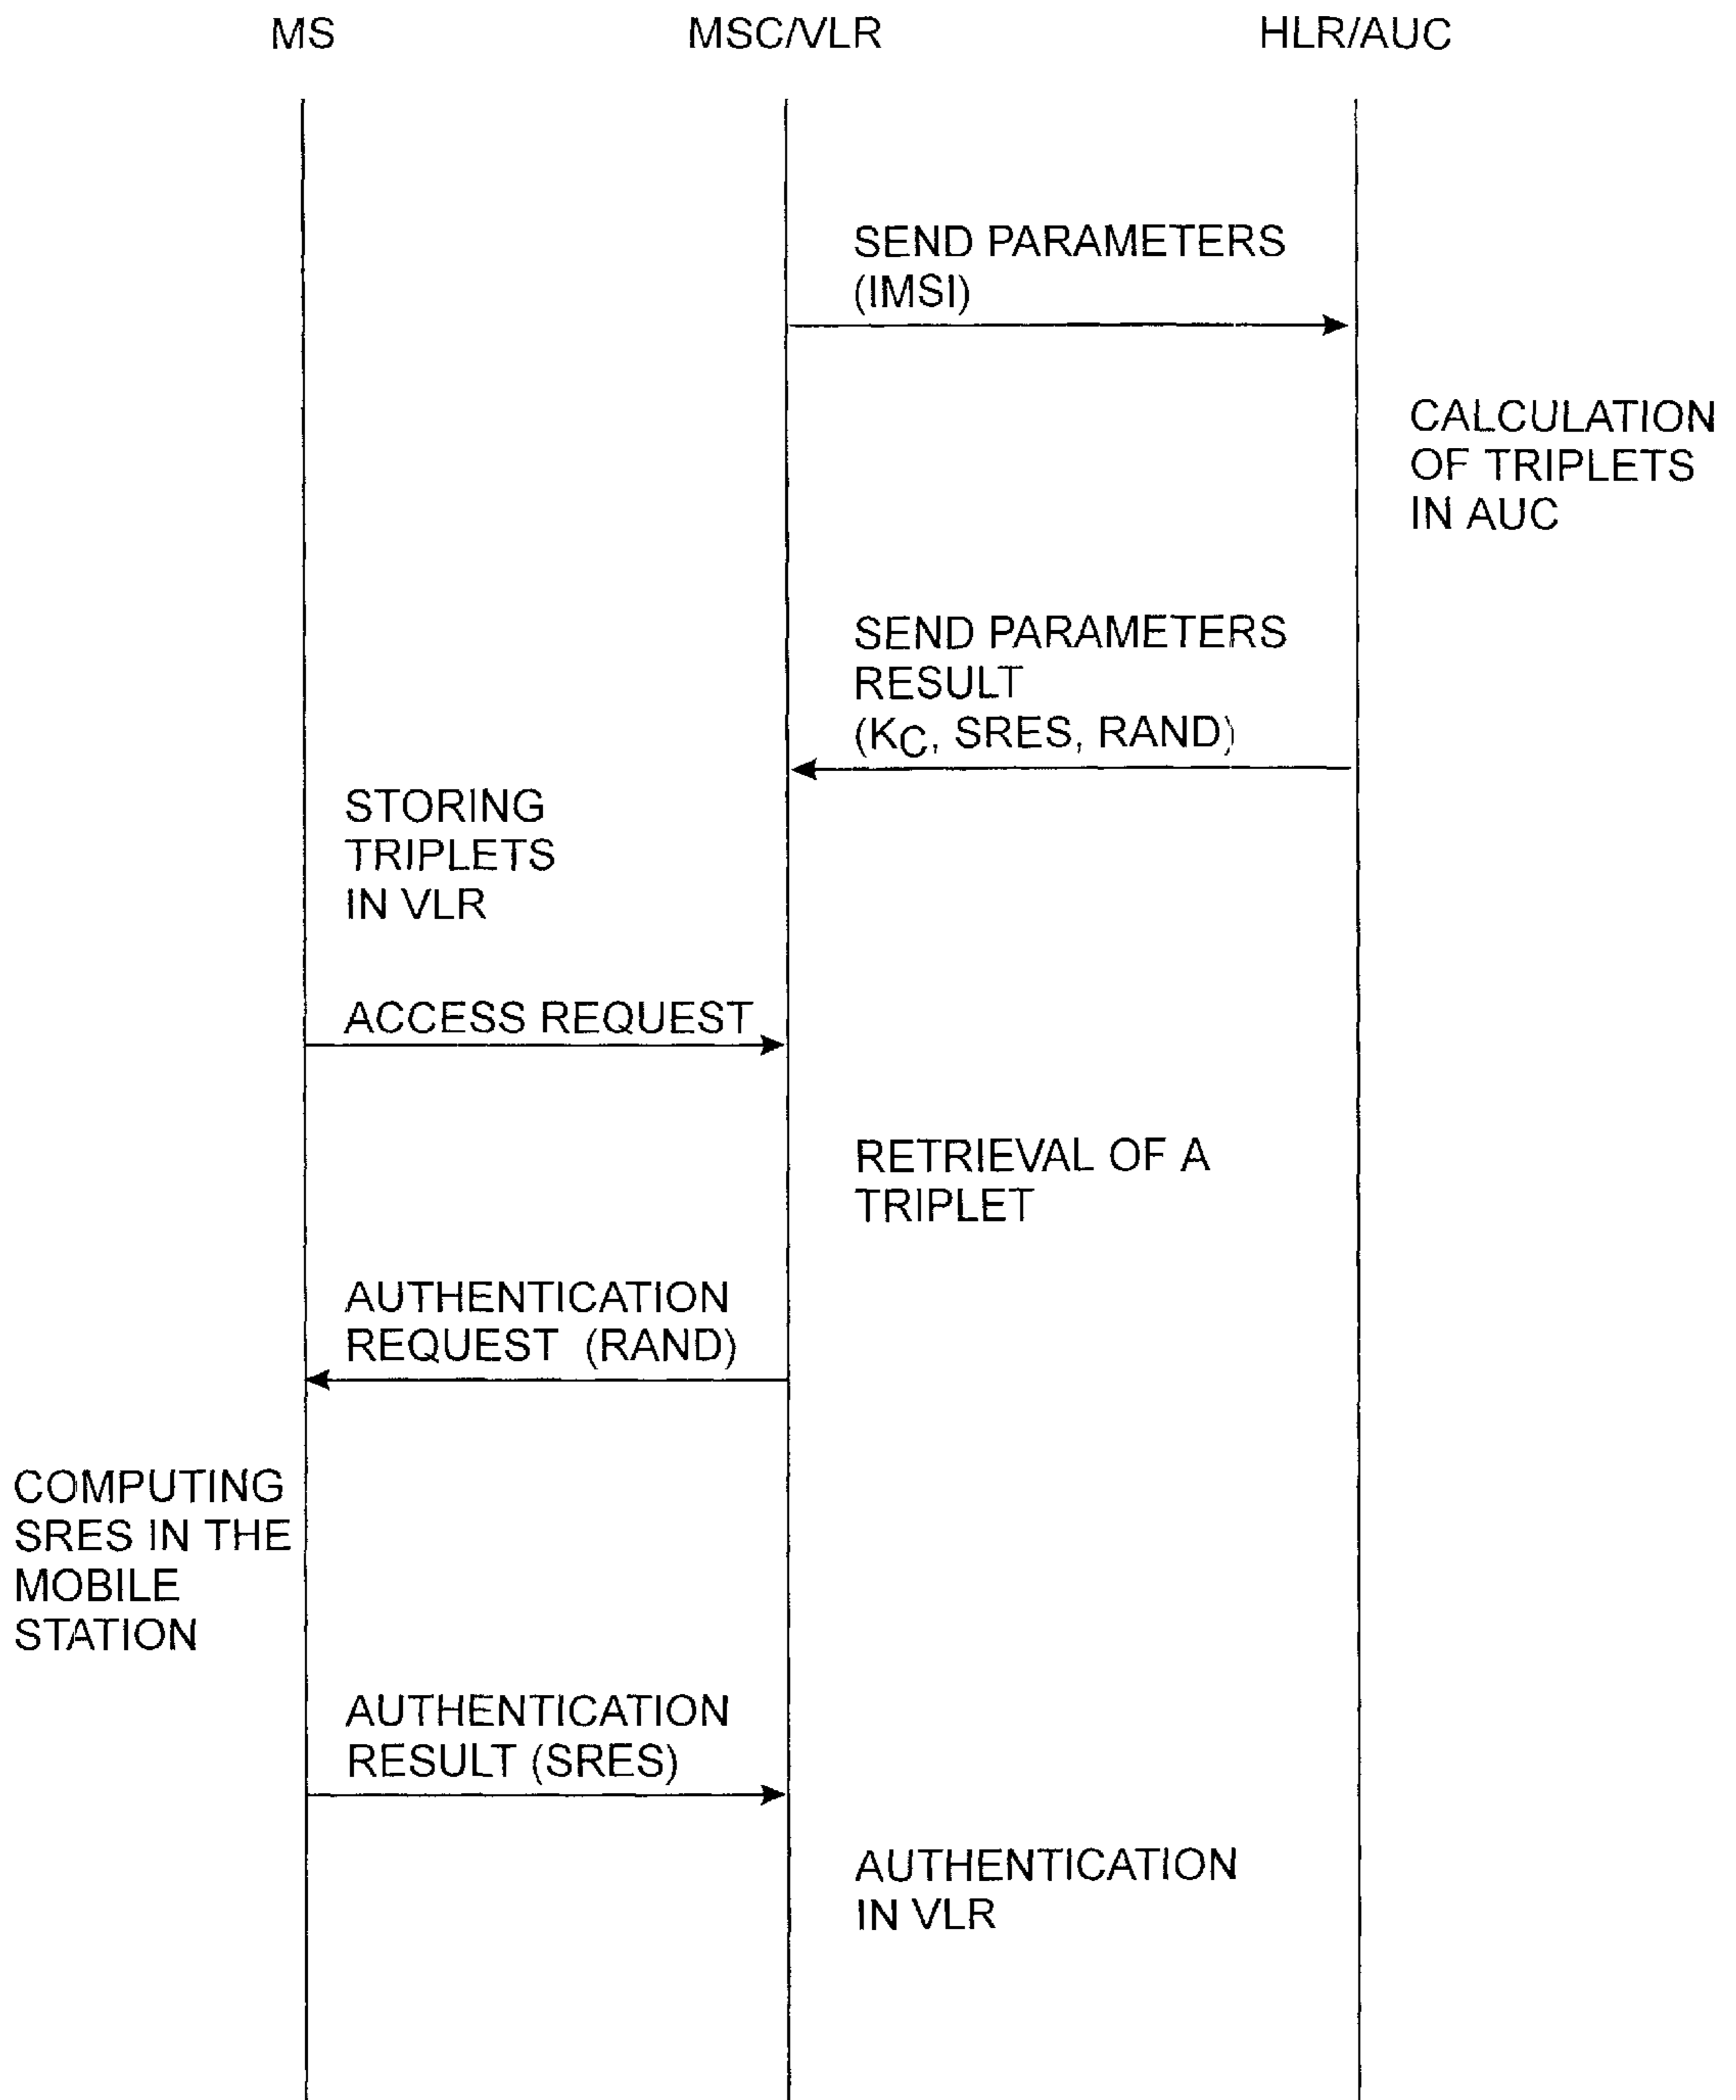 MS
MSC/VLR
HLR/AUC
SEND PARAMETERS
(IMSI)
CALCULATION
OF TRIPLETS
IN AUC
SEND PARAMETERS
RESULT
(KC, SRES, RAND)
STORING
TRIPLETS
IN VLR
ACCESS REQUEST
RETRIEVAL OF A
TRIPLET
AUTHENTICATION
REQUEST (RAND)
COMPUTING
SRES IN THE
MOBILE
STATION
AUTHENTICATION
RESULT (SRES)
AUTHENTICATION
IN VLR